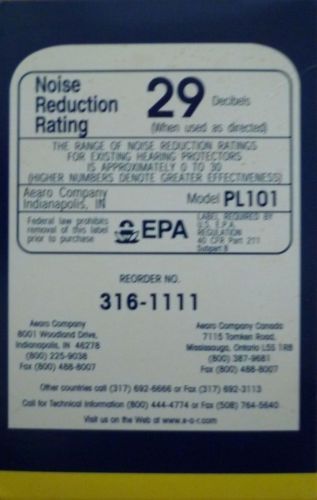 Noise
Reduction
Rating
29 Decibels
(When used as directed)
THE RANGE OF NOISE REDUCTION RATINGS
FOR EXISTING HEARING PROTECTORS
IS APPROXIMATELY 0 TO 30
(HIGHER NUMBERS DENOTE GREATER EFFECTIVENESS)
Aearo Company
Indianapolis, IN
Model PL101
Federal law prohibits
removal of this label
prior to purchase
EPA
LABEL REQUIRED BY
U.S. E.P.A.
REGULATION
40 CFR Part 211
Subpart B
REORDER NO.
316-1111
Aearo Company
8001 Woodland Drive,
Indianapolis, IN 46278
(800) 225-9038
Fax (800) 488-8007
Aearo Company Canada
7115 Tomken Road,
Mississauga, Ontario L5S 1R8
(800) 387-9681
Fax (800) 488-8007
Other countries call (317) 692-6666 or Fax (317) 692-3113
Call for Technical Information (800) 444-4774 or Fax (508) 764-5640
Visit us on the Web at www.e-a-r.com